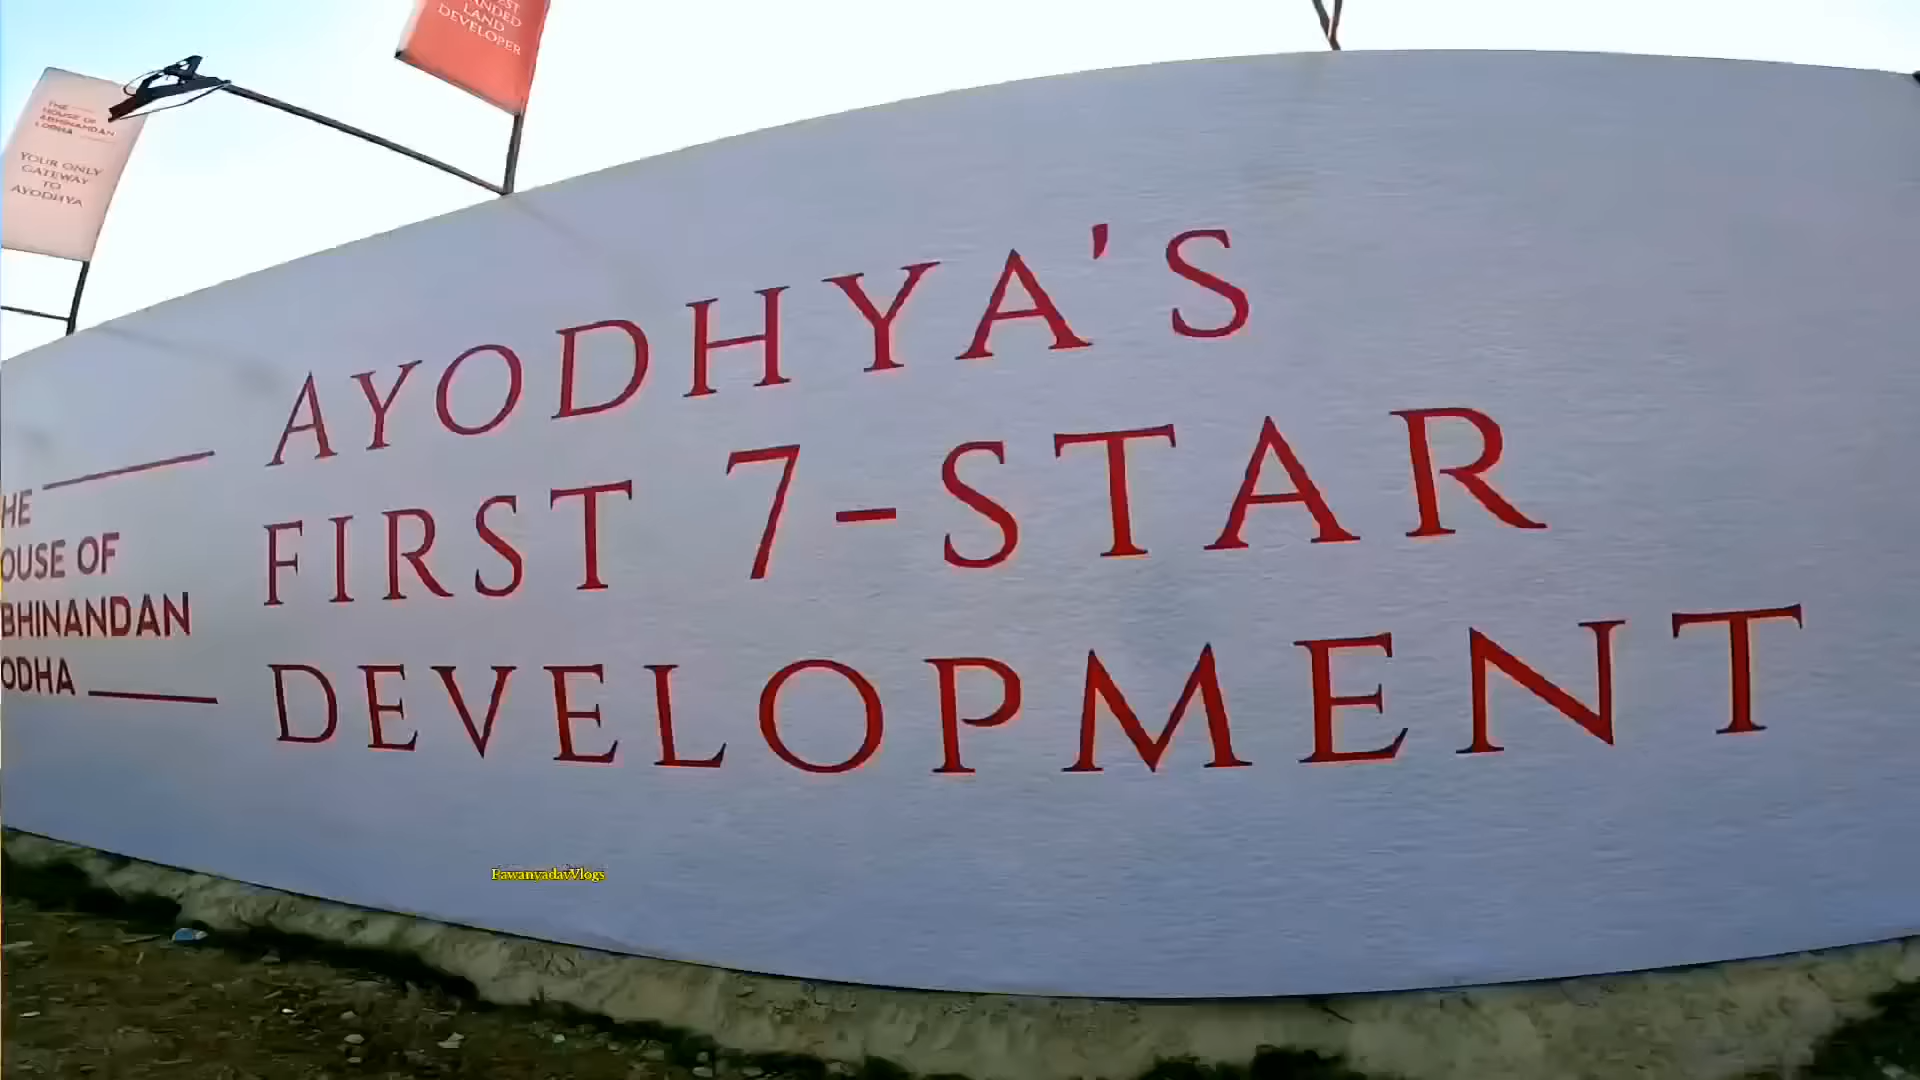 THE
HOUSE OF
ABHINANDAN
LODHA
YOUR ONLY
GATEWAY
TO
AYODHYA
LAND
DEVELOPER
HE
OUSE OF
BHINANDAN
ODHA
AYODHYA'S
FIRST 7-STAR
DEVELOPMENT
PawanyadavVlogs